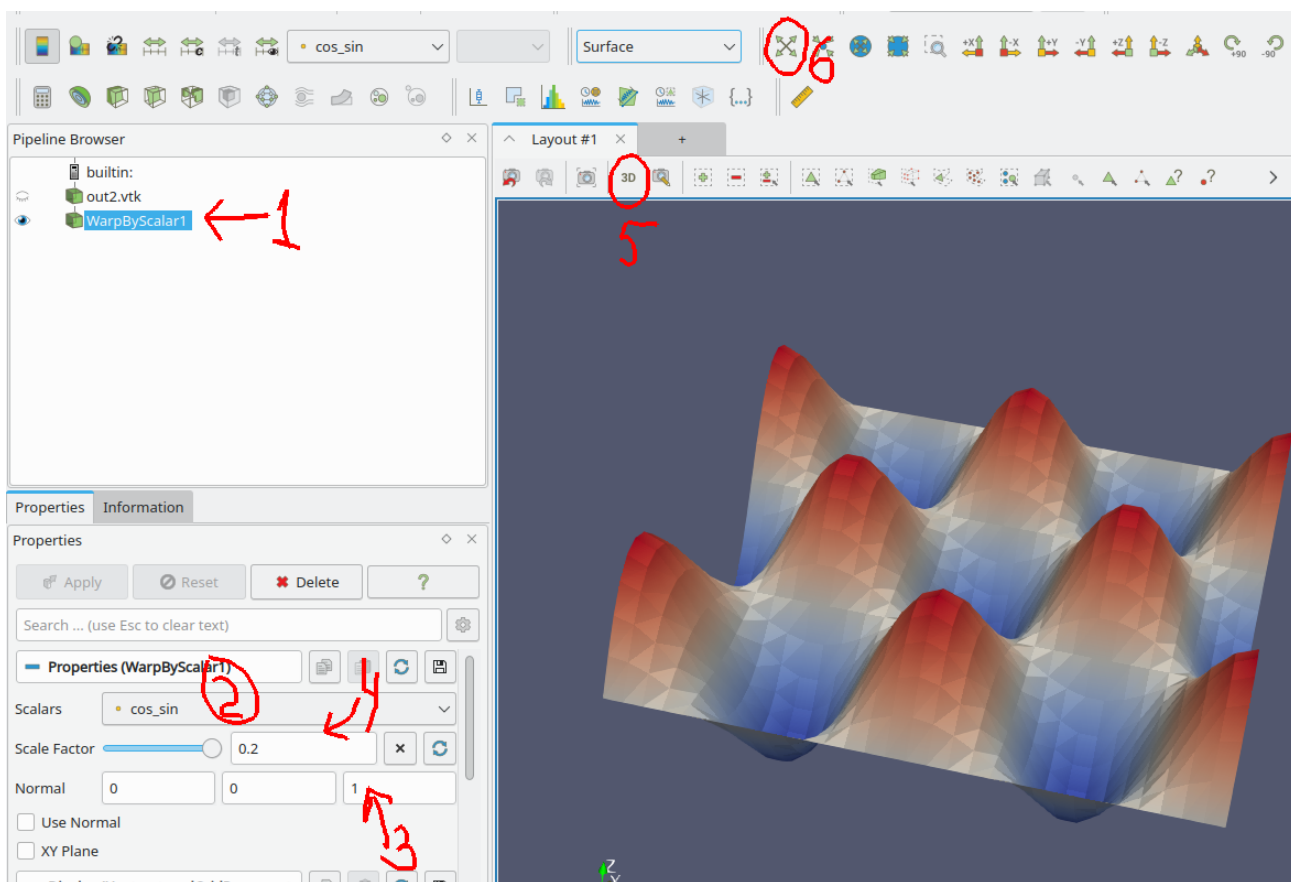 cos_sin Surface 6 +X -X +Y -Y +Z -Z +90 -90
{...}
Pipeline Browser Layout #1 +
builtin: 3D ? ?
out2.vtk
WarpByScalar1 1 5
Properties Information
Properties
Apply Reset Delete ?
Search ... (use Esc to clear text)
Properties (WarpByScalar1)
2 4
Scalars cos_sin
Scale Factor 0.2
Normal 0 0 1
Use Normal 3
XY Plane
Z